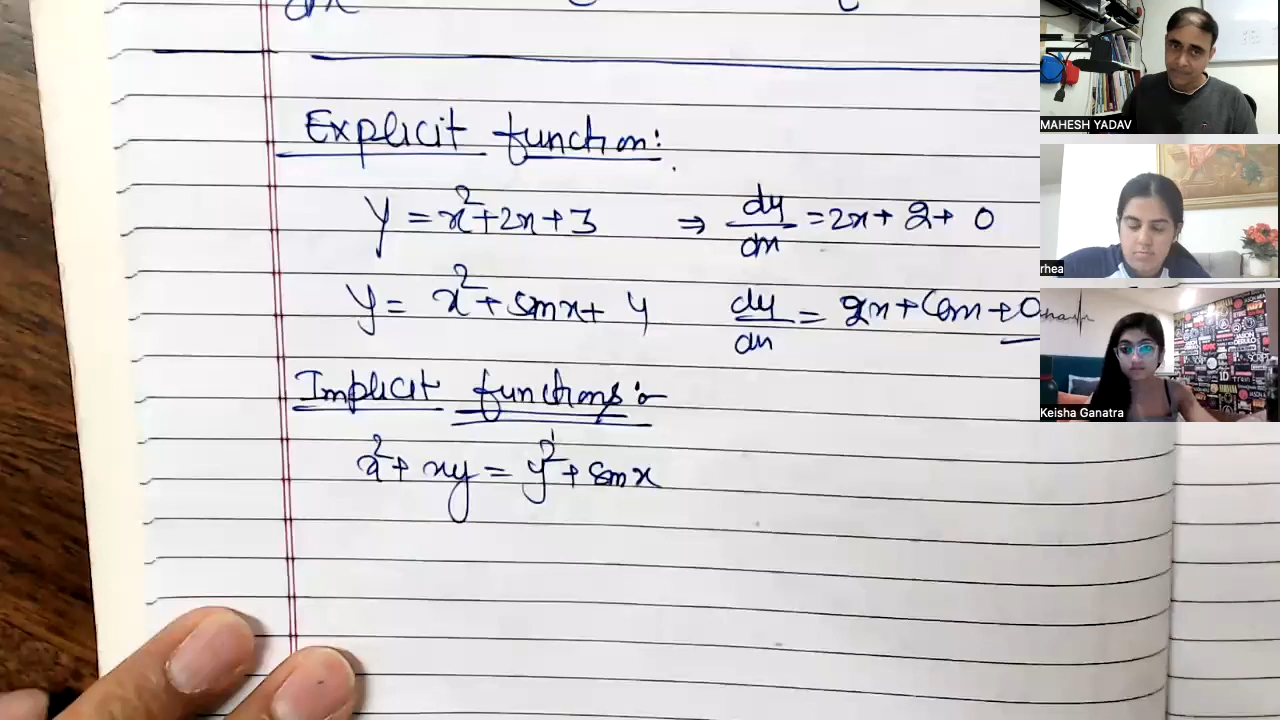 dx
Explicit function:
y = x²+2x+3 ⇒ dy/dx = 2x+ 2+ 0
y = x²+ sinx+ 4 dy/dx = 2x+Cosx+0
Implicit functions:-
x²+ xy = y²+ sinx
MAHESH YADAV
rhea
Keisha Ganatra